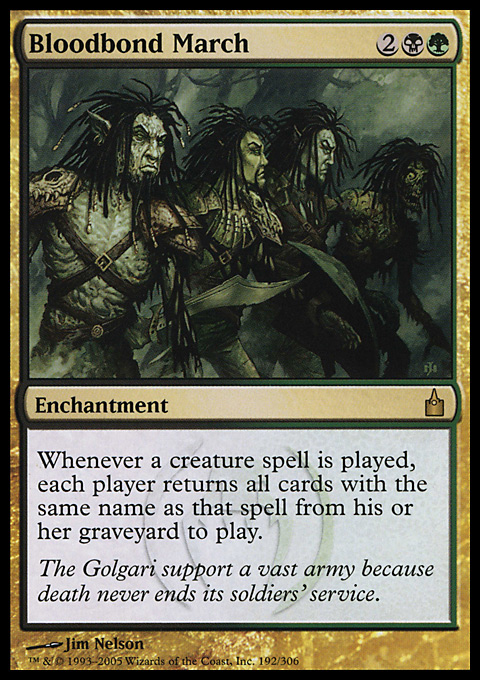 Bloodbond March 2
Enchantment
Whenever a creature spell is played,
each player returns all cards with the
same name as that spell from his or
her graveyard to play.
The Golgari support a vast army because
death never ends its soldiers' service.
Jim Nelson
™ & © 1993-2005 Wizards of the Coast, Inc. 192/306